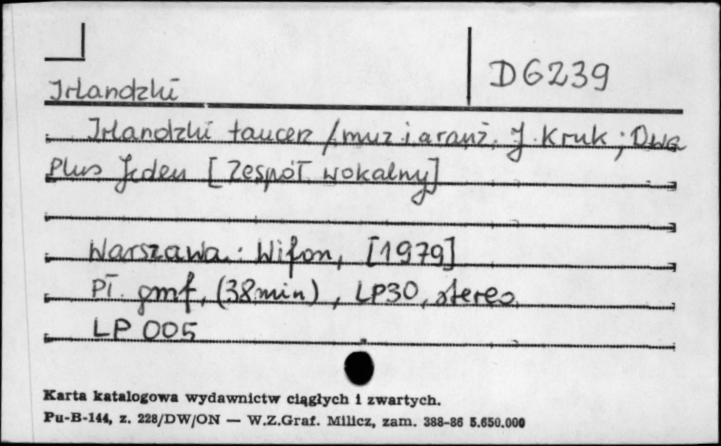 D6239
Irlandzki
Irlandzki tancerz / muz. i aranż. J. Kruk ; Dwa
Plus Jeden [Zespół wokalny]
Warszawa : Wifon, [1979]
Pł. gmf. (38 min), LP30, stereo
LP 005
Karta katalogowa wydawnictw ciągłych i zwartych.
Pu-B-144, z. 228/DW/ON — W.Z.Graf. Milicz, zam. 388-86 5.650.000